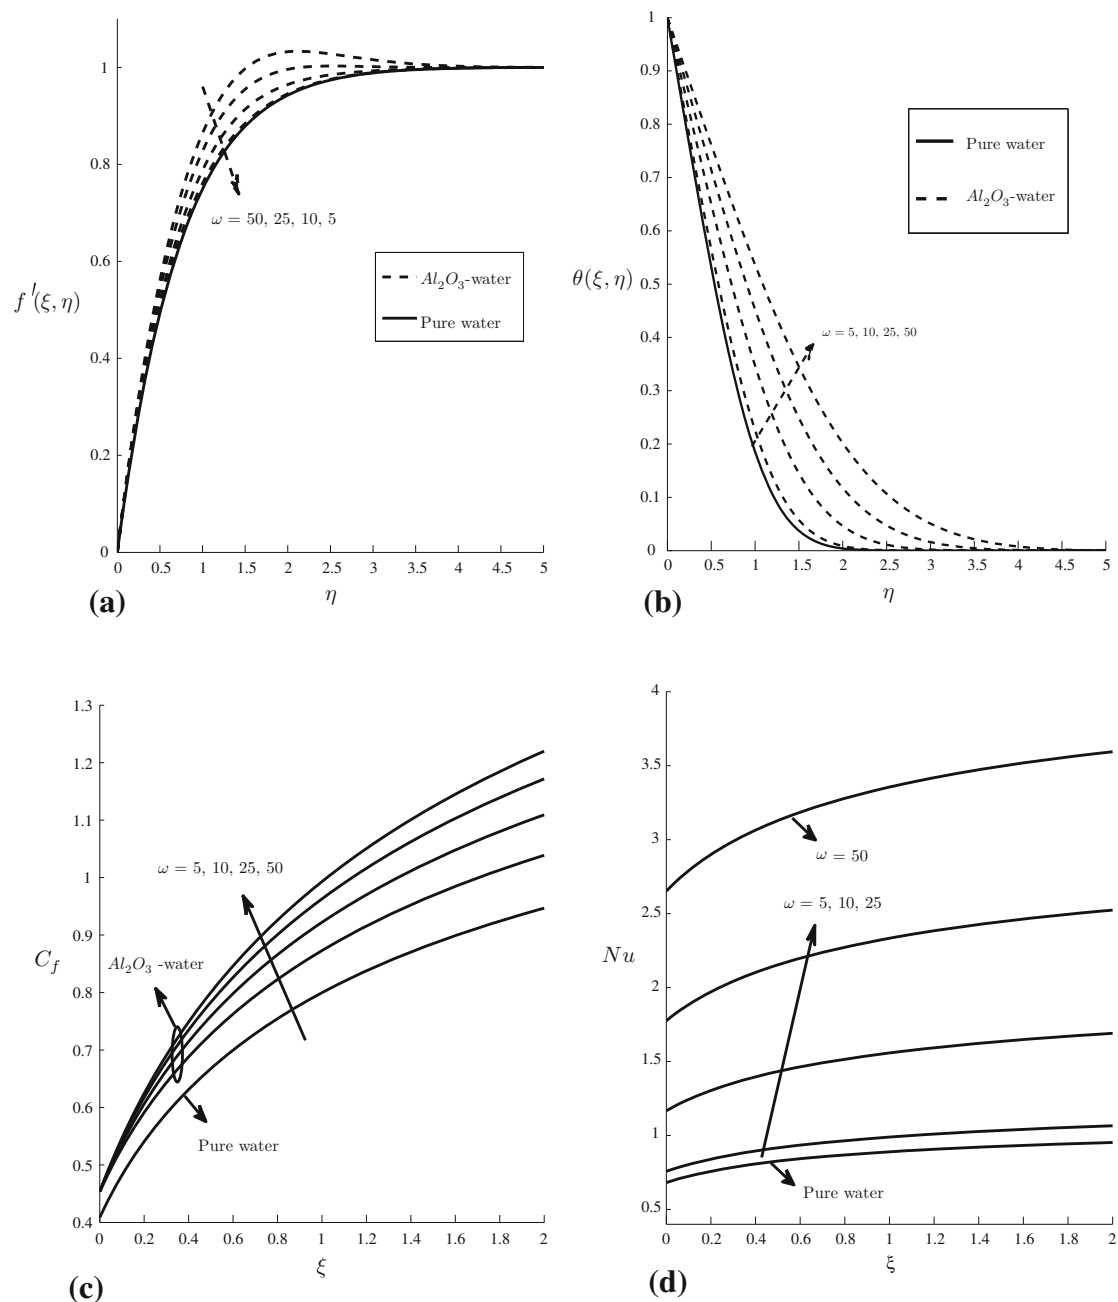 1
0.8
0.6
0.4
0.2
0
f ′(ξ, η)
ω = 50, 25, 10, 5
Al₂O₃-water
Pure water
0 0.5 1 1.5 2 2.5 3 3.5 4 4.5 5
η
(a)
1
0.9
0.8
0.7
0.6
0.5
0.4
0.3
0.2
0.1
0
θ(ξ, η)
Pure water
Al₂O₃-water
ω = 5, 10, 25, 50
0 0.5 1 1.5 2 2.5 3 3.5 4 4.5 5
η
(b)
1.3
1.2
1.1
1
0.9
0.8
0.7
0.6
0.5
0.4
C_f
ω = 5, 10, 25, 50
Al₂O₃ -water
Pure water
0 0.2 0.4 0.6 0.8 1 1.2 1.4 1.6 1.8 2
ξ
(c)
4
3.5
3
2.5
2
1.5
1
0.5
Nu
ω = 50
ω = 5, 10, 25
Pure water
0 0.2 0.4 0.6 0.8 1 1.2 1.4 1.6 1.8 2
ξ
(d)